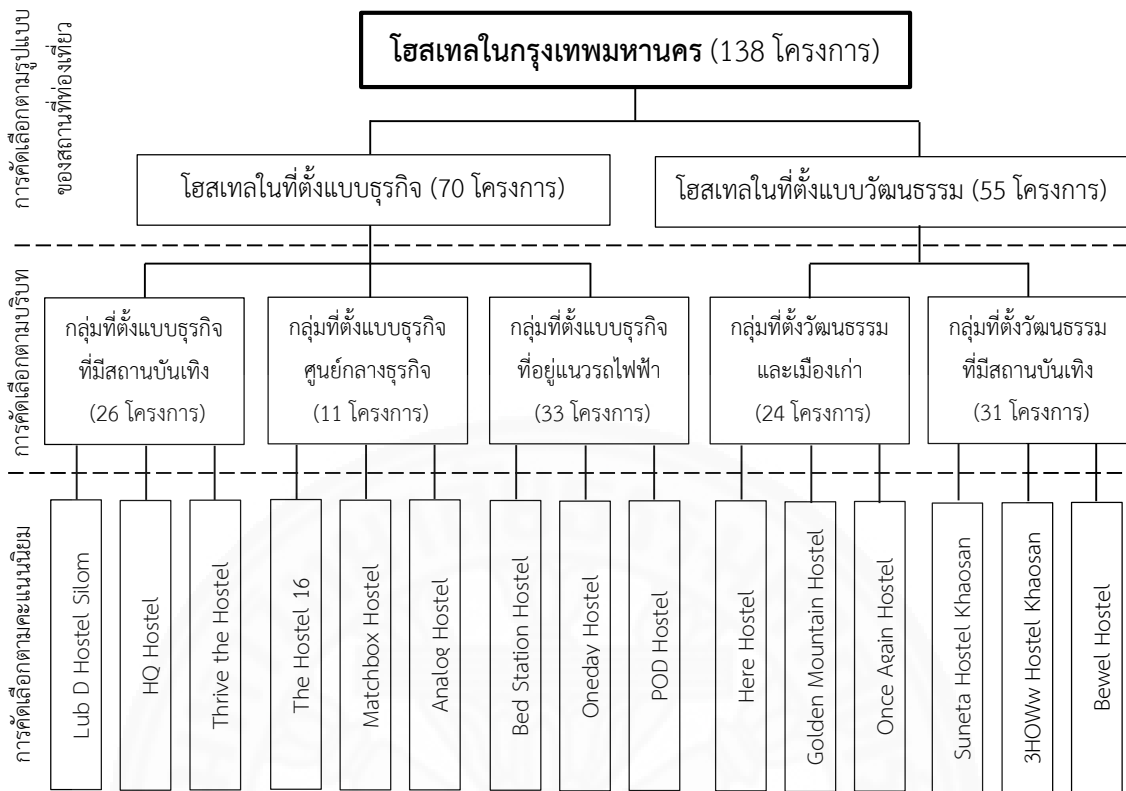 การคัดเลือกตามรูปแบบ
ของสถานที่ท่องเที่ยว
โฮสเทลในกรุงเทพมหานคร (138 โครงการ)
โฮสเทลในที่ตั้งแบบธุรกิจ (70 โครงการ)
โฮสเทลในที่ตั้งแบบวัฒนธรรม (55 โครงการ)
การคัดเลือกตามบริบท
กลุ่มที่ตั้งแบบธุรกิจ
ที่มีสถานบันเทิง
(26 โครงการ)
กลุ่มที่ตั้งแบบธุรกิจ
ศูนย์กลางธุรกิจ
(11 โครงการ)
กลุ่มที่ตั้งแบบธุรกิจ
ที่อยู่แนวรถไฟฟ้า
(33 โครงการ)
กลุ่มที่ตั้งวัฒนธรรม
และเมืองเก่า
(24 โครงการ)
กลุ่มที่ตั้งวัฒนธรรม
ที่มีสถานบันเทิง
(31 โครงการ)
การคัดเลือกตามคะแนนนิยม
Lub D Hostel Silom
HQ Hostel
Thrive the Hostel
The Hostel 16
Matchbox Hostel
Analog Hostel
Bed Station Hostel
Oneday Hostel
POD Hostel
Here Hostel
Golden Mountain Hostel
Once Again Hostel
Suneta Hostel Khaosan
3HOWw Hostel Khaosan
Bewel Hostel